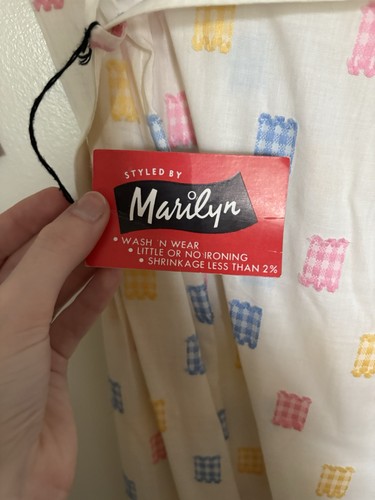 STYLED BY
Marilyn
• WASH 'N WEAR
• LITTLE OR NO IRONING
• SHRINKAGE LESS THAN 2%